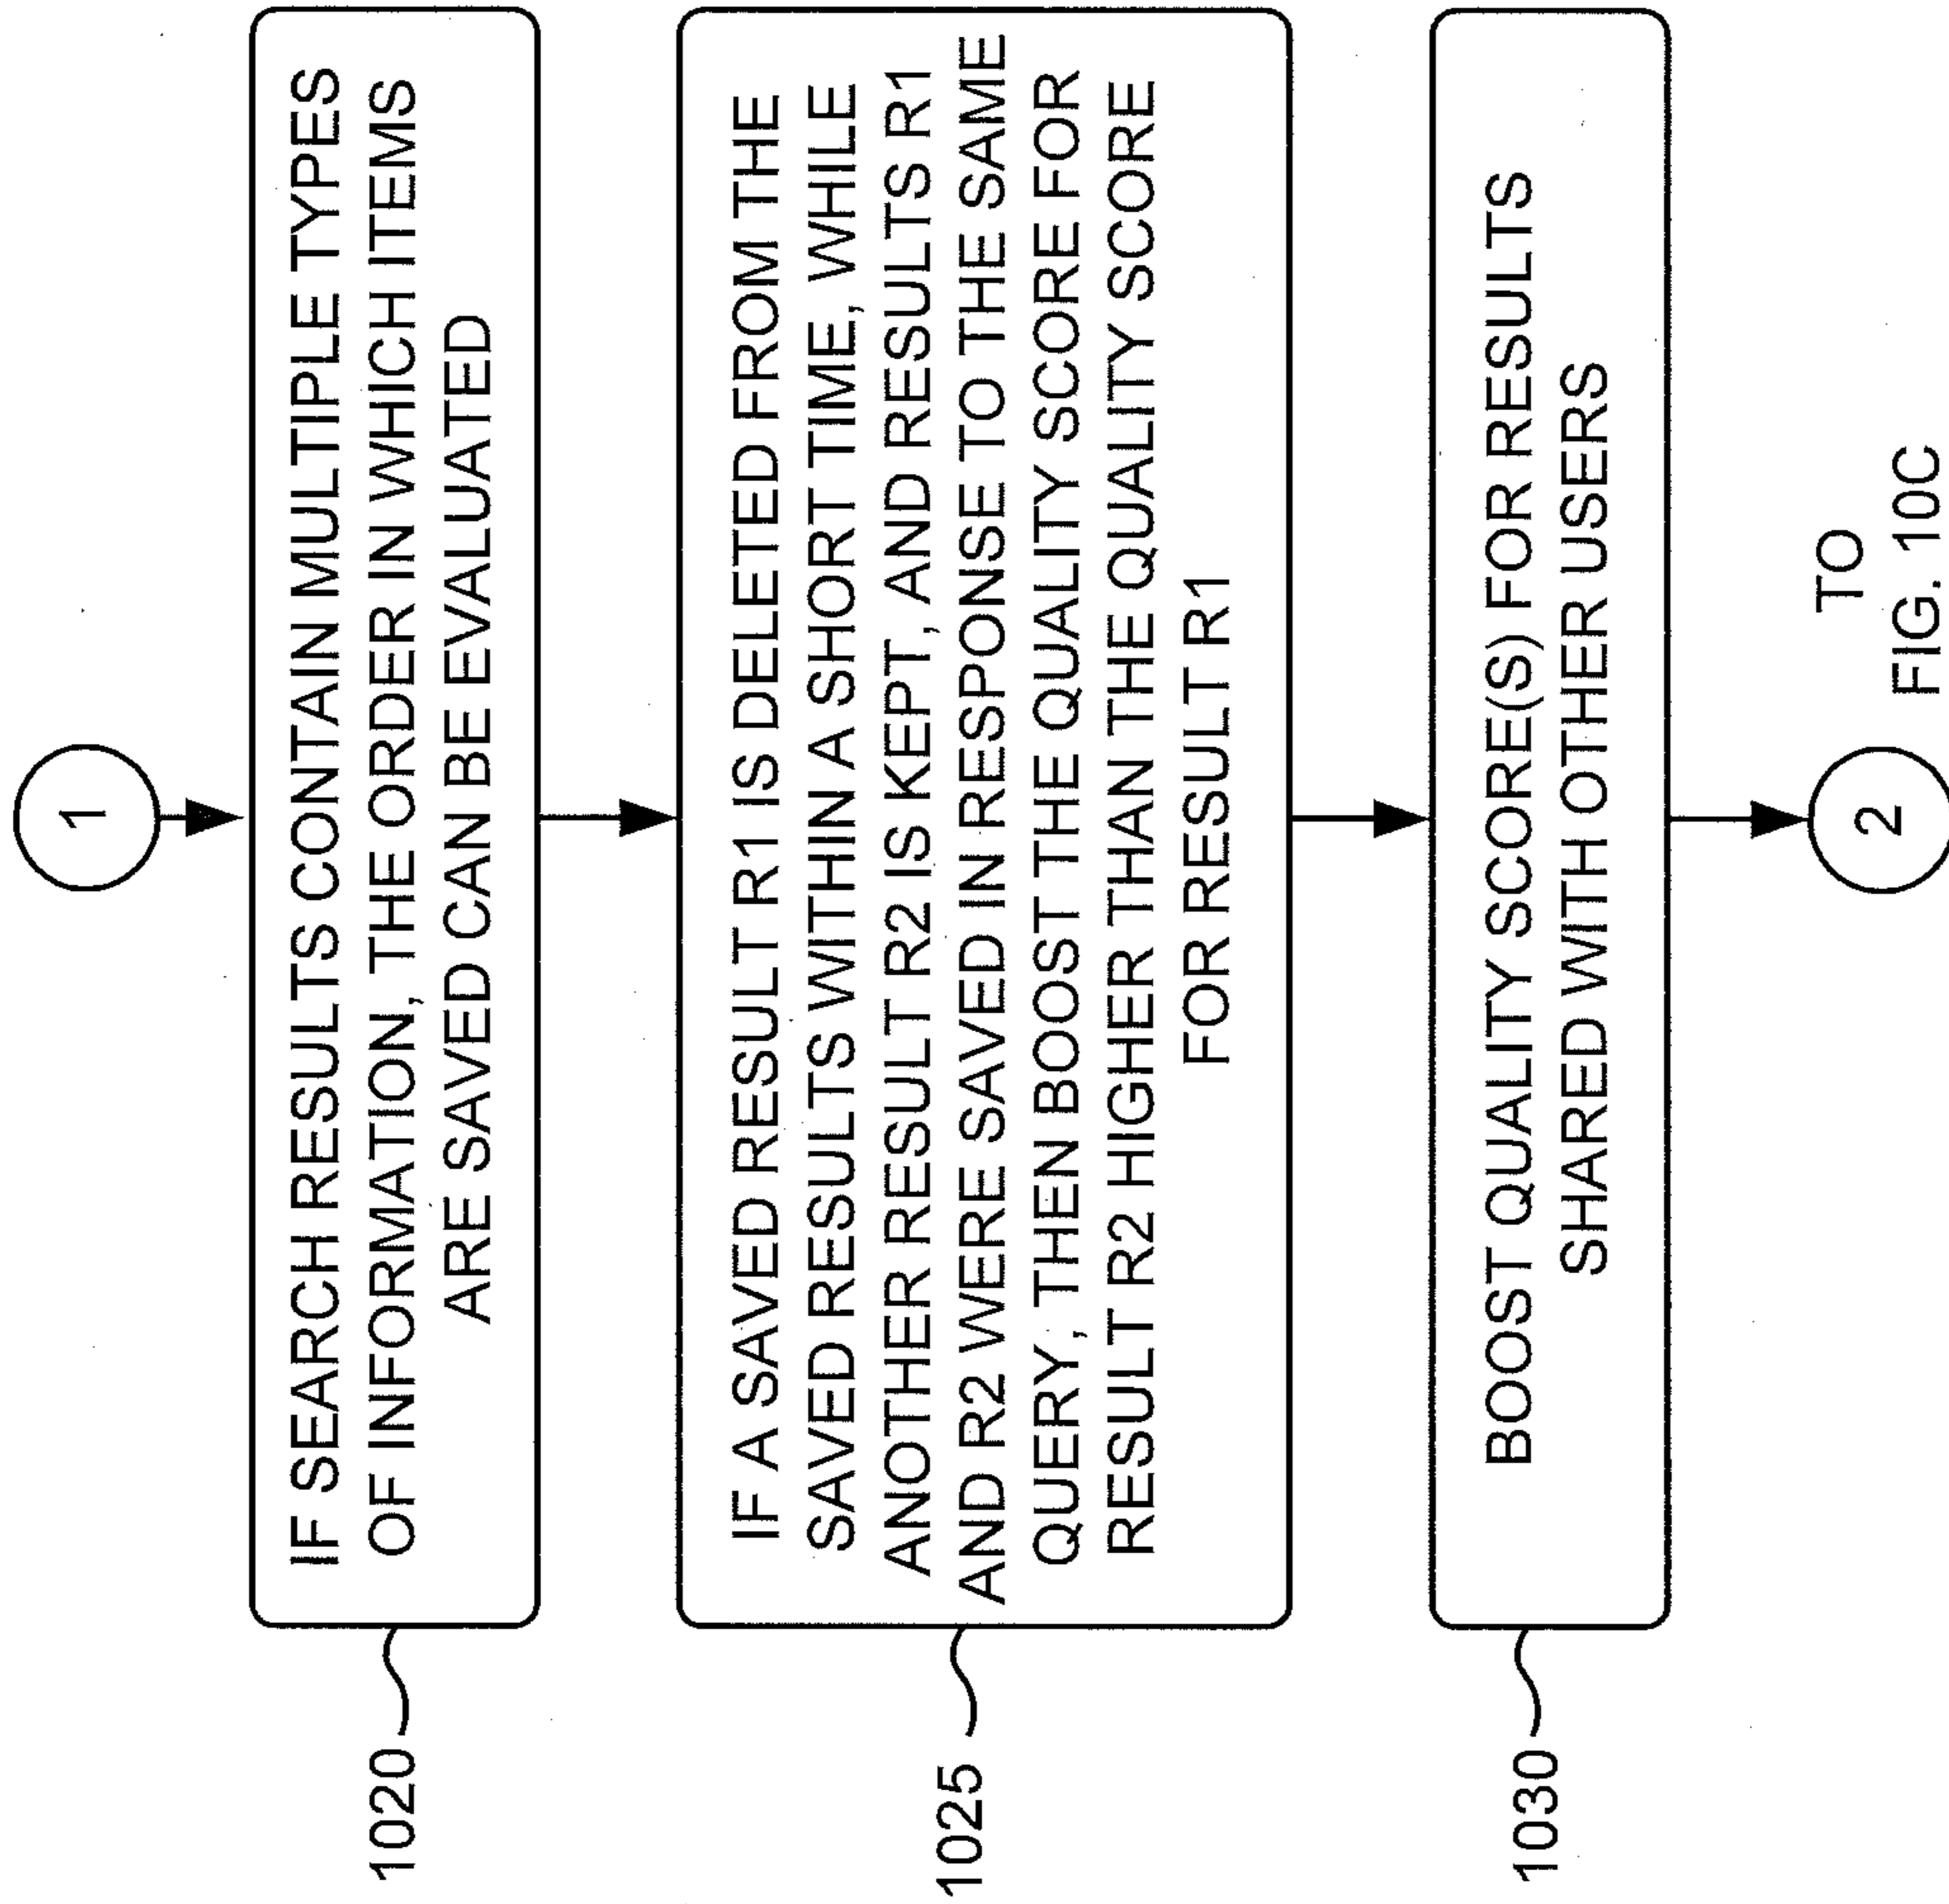 1
IF SEARCH RESULTS CONTAIN MULTIPLE TYPES
OF INFORMATION, THE ORDER IN WHICH ITEMS
ARE SAVED CAN BE EVALUATED
1020
IF A SAVED RESULT R1 IS DELETED FROM THE
SAVED RESULTS WITHIN A SHORT TIME, WHILE
ANOTHER RESULT R2 IS KEPT, AND RESULTS R1
AND R2 WERE SAVED IN RESPONSE TO THE SAME
QUERY, THEN BOOST THE QUALITY SCORE FOR
RESULT R2 HIGHER THAN THE QUALITY SCORE
FOR RESULT R1
1025
BOOST QUALITY SCORE(S) FOR RESULTS
SHARED WITH OTHER USERS
1030
2
TO
FIG. 10C